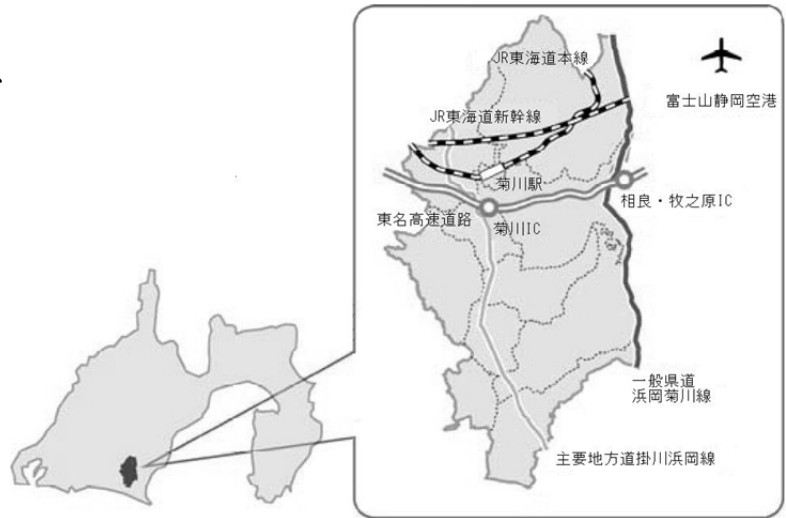 JR東海道本線
富士山静岡空港
JR東海道新幹線
菊川駅
相良・牧之原IC
東名高速道路
菊川IC
一般県道
浜岡菊川線
主要地方道掛川浜岡線